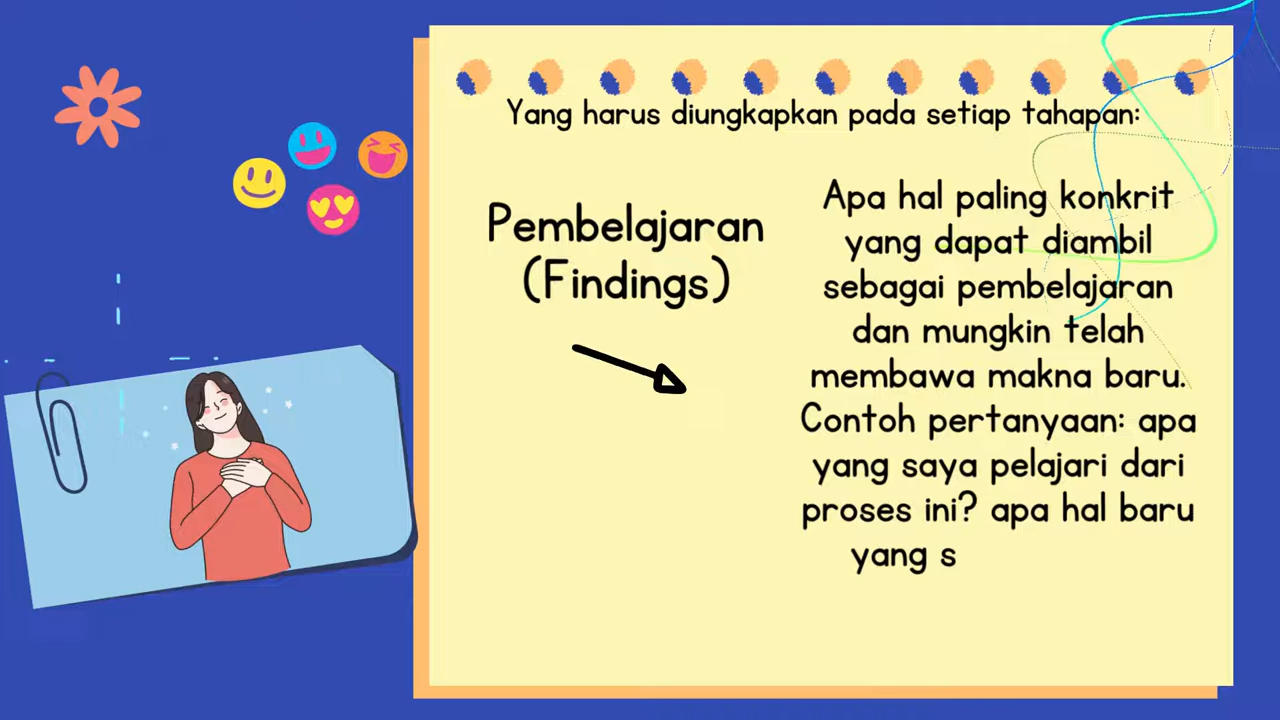 Yang harus diungkapkan pada setiap tahapan:
Pembelajaran
(Findings)
Apa hal paling konkrit
yang dapat diambil
sebagai pembelajaran
dan mungkin telah
membawa makna baru.
Contoh pertanyaan: apa
yang saya pelajari dari
proses ini? apa hal baru
yang s